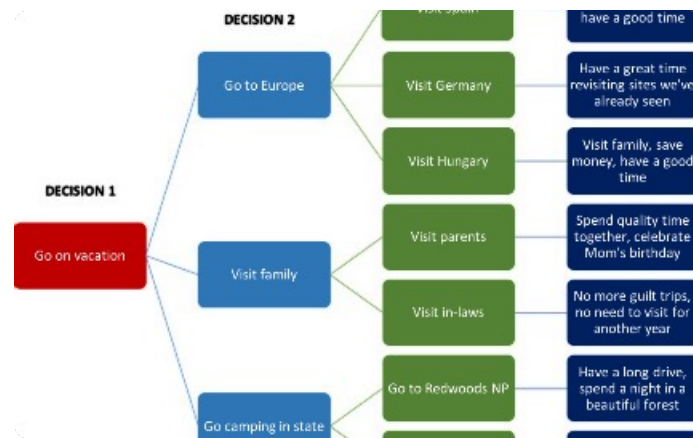 DECISION 2
have a good time
Go to Europe
Visit Germany
Have a great time
revisiting sites we've
already seen
Visit Hungary
Visit family, save
money, have a good
time
DECISION 1
Go on vacation
Visit family
Visit parents
Spend quality time
together, celebrate
Mom's birthday
Visit in-laws
No more guilt trips,
no need to visit for
another year
Go camping in state
Go to Redwoods NP
Have a long drive,
spend a night in a
beautiful forest